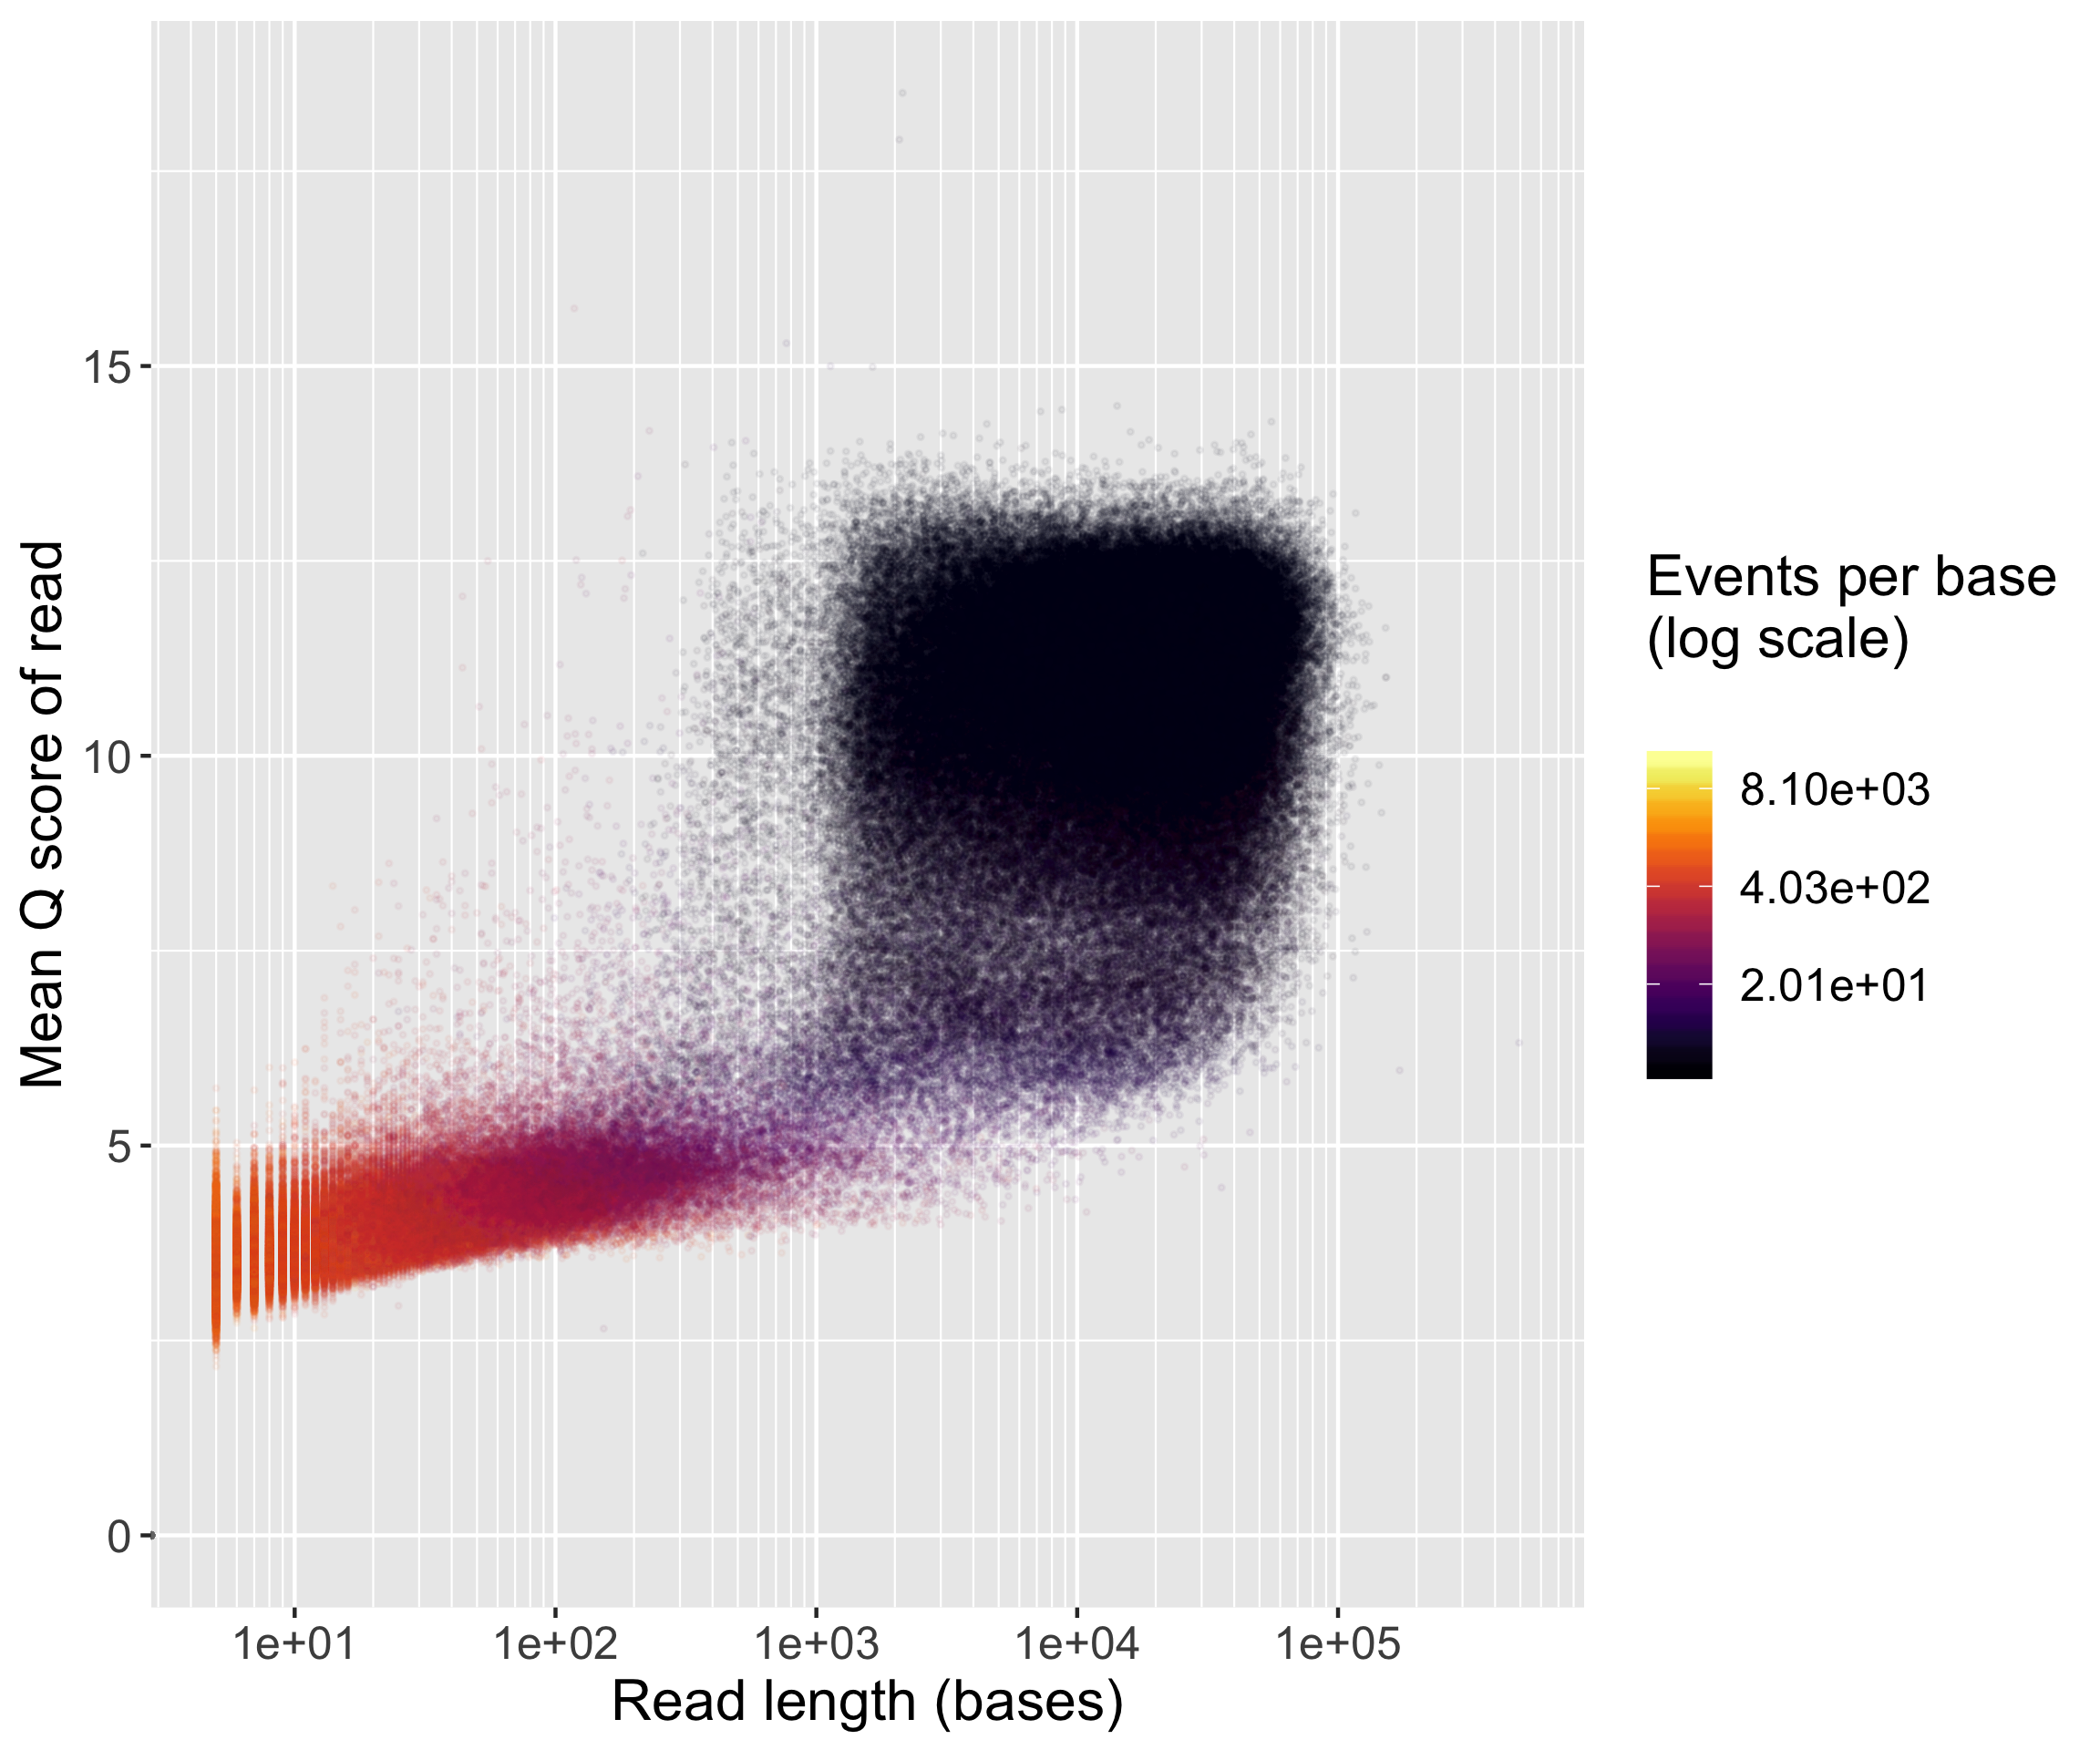 Mean Q score of read
15
10
5
0
1e+01 1e+02 1e+03 1e+04 1e+05
Read length (bases)
Events per base
(log scale)
8.10e+03
4.03e+02
2.01e+01